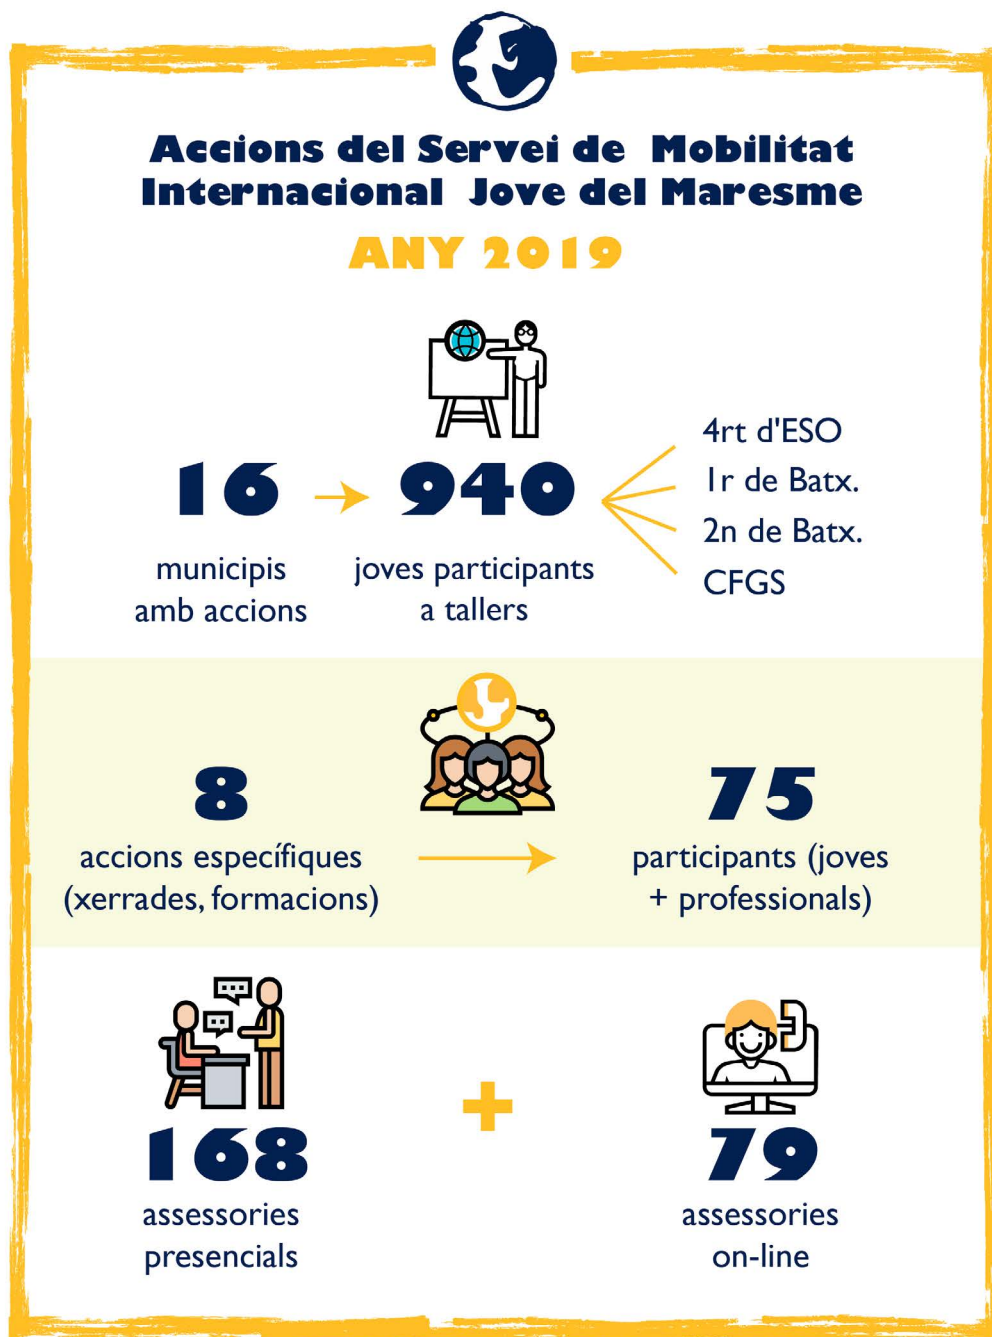 Accions del Servei de Mobilitat
Internacional Jove del Maresme
ANY 2019
16
municipis
amb accions
940
joves participants
a tallers
4rt d'ESO
1r de Batx.
2n de Batx.
CFGS
8
accions específiques
(xerrades, formacions)
75
participants (joves
+ professionals)
168
assessories
presencials
+
79
assessories
on-line